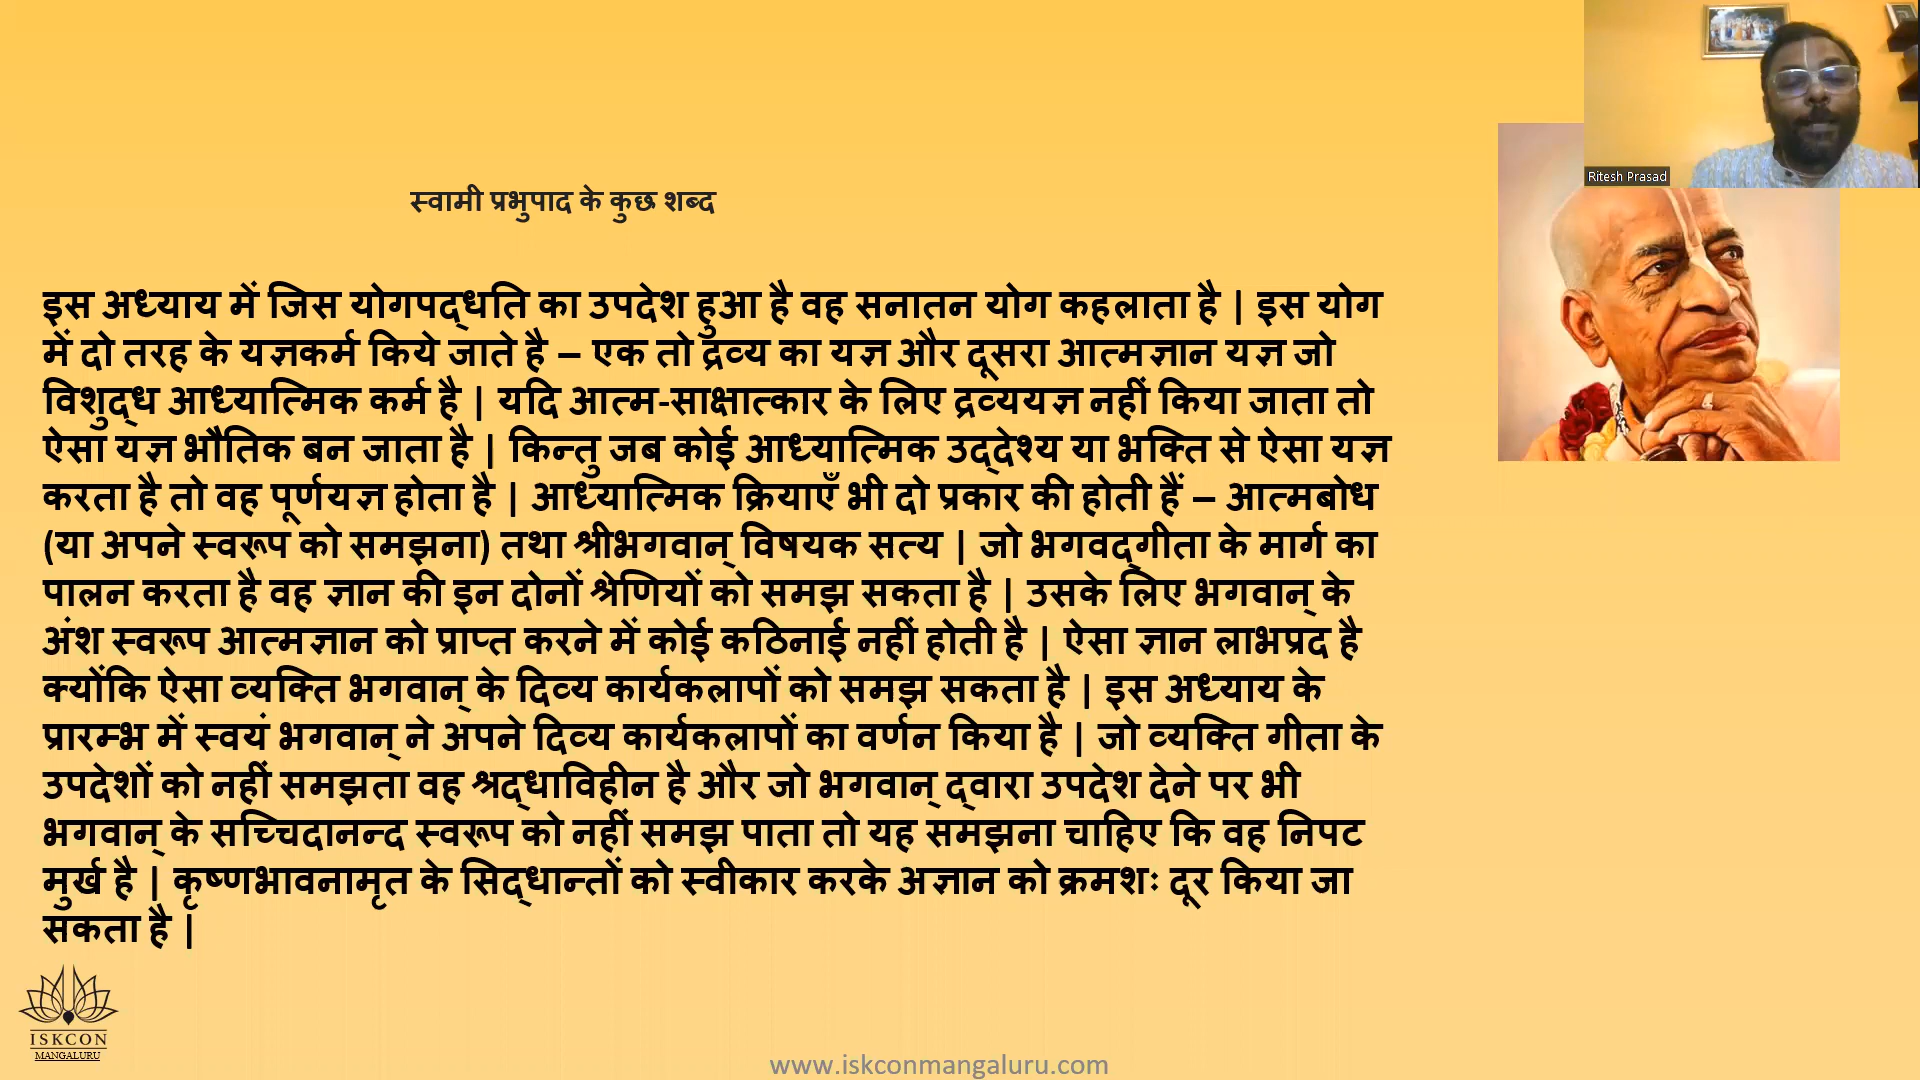 Ritesh Prasad
स्वामी प्रभुपाद के कुछ शब्द
इस अध्याय में जिस योगपद्धति का उपदेश हुआ है वह सनातन योग कहलाता है | इस योग
में दो तरह के यज्ञकर्म किये जाते है – एक तो द्रव्य का यज्ञ और दूसरा आत्मज्ञान यज्ञ जो
विशुद्ध आध्यात्मिक कर्म है | यदि आत्म-साक्षात्कार के लिए द्रव्ययज्ञ नहीं किया जाता तो
ऐसा यज्ञ भौतिक बन जाता है | किन्तु जब कोई आध्यात्मिक उद्देश्य या भक्ति से ऐसा यज्ञ
करता है तो वह पूर्णयज्ञ होता है | आध्यात्मिक क्रियाएँ भी दो प्रकार की होती हैं – आत्मबोध
(या अपने स्वरूप को समझना) तथा श्रीभगवान् विषयक सत्य | जो भगवद्गीता के मार्ग का
पालन करता है वह ज्ञान की इन दोनों श्रेणियों को समझ सकता है | उसके लिए भगवान् के
अंश स्वरूप आत्मज्ञान को प्राप्त करने में कोई कठिनाई नहीं होती है | ऐसा ज्ञान लाभप्रद है
क्योंकि ऐसा व्यक्ति भगवान् के दिव्य कार्यकलापों को समझ सकता है | इस अध्याय के
प्रारम्भ में स्वयं भगवान् ने अपने दिव्य कार्यकलापों का वर्णन किया है | जो व्यक्ति गीता के
उपदेशों को नहीं समझता वह श्रद्धाविहीन है और जो भगवान् द्वारा उपदेश देने पर भी
भगवान् के सच्चिदानन्द स्वरूप को नहीं समझ पाता तो यह समझना चाहिए कि वह निपट
मुर्ख है | कृष्णभावनामृत के सिद्धान्तों को स्वीकार करके अज्ञान को क्रमशः दूर किया जा
सकता है |
ISKCON
MANGALURU
www.iskconmangaluru.com